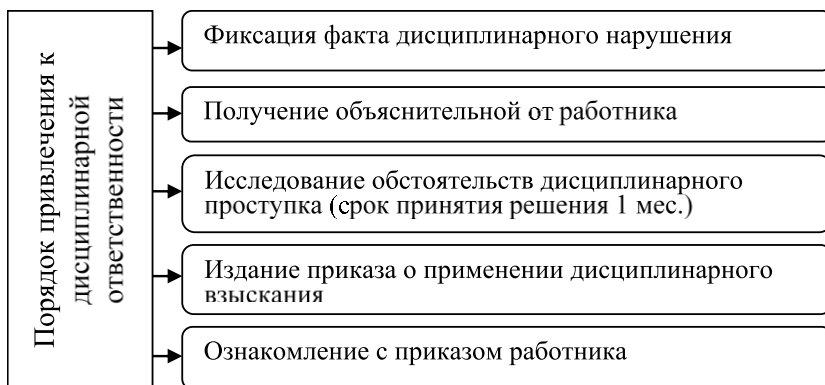 Порядок привлечения к
дисциплинарной
ответственности
Фиксация факта дисциплинарного нарушения
Получение объяснительной от работника
Исследование обстоятельств дисциплинарного
проступка (срок принятия решения 1 мес.)
Издание приказа о применении дисциплинарного
взыскания
Ознакомление с приказом работника